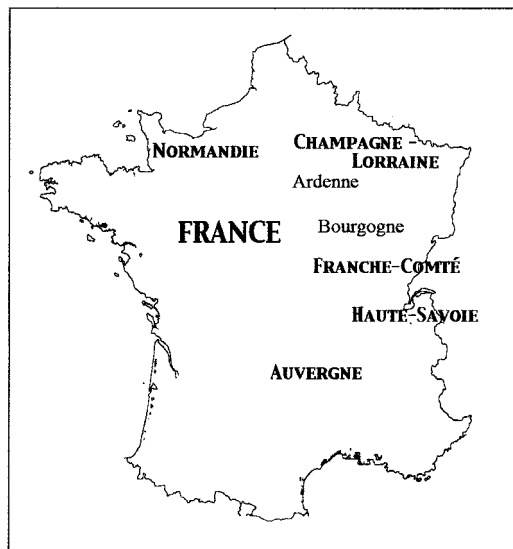 NORMANDIE
CHAMPAGNE -
LORRAINE
Ardenne
FRANCE
Bourgogne
FRANCHE-COMTÉ
HAUTE-SAVOIE
AUVERGNE